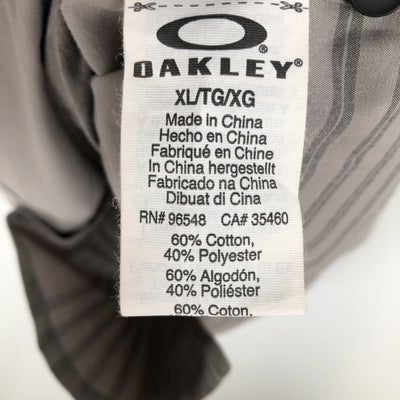 OAKLEY®
XL/TG/XG
Made in China
Hecho en China
Fabriqué en Chine
In China hergestellt
Fabricado na China
Dibuat di Cina
RN# 96548 CA# 35460
60% Cotton,
40% Polyester
60% Algodón,
40% Poliéster
60% Coton,